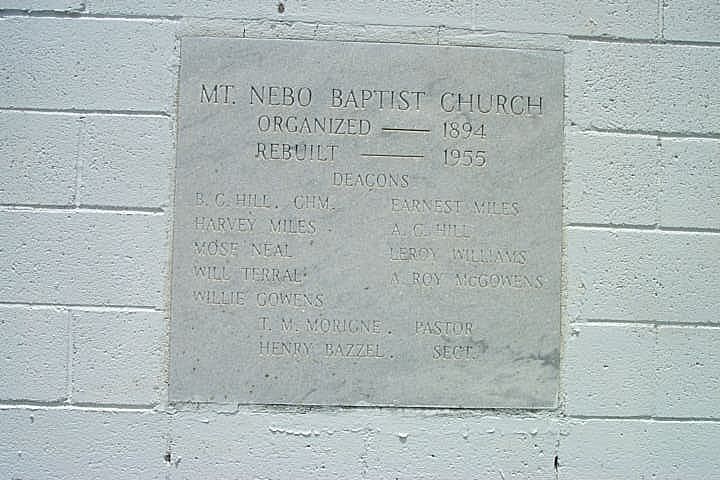 MT. NEBO BAPTIST CHURCH
ORGANIZED — 1894
REBUILT — 1955
DEACONS
B. C. HILL, CHM. EARNEST MILES
HARVEY MILES A. C. HILL
MOSE NEAL LEROY WILLIAMS
WILL TERRAL A. ROY McGOWENS
WILLIE GOWENS
T. M. MORIGNE, PASTOR
HENRY BAZZEL, SECT.